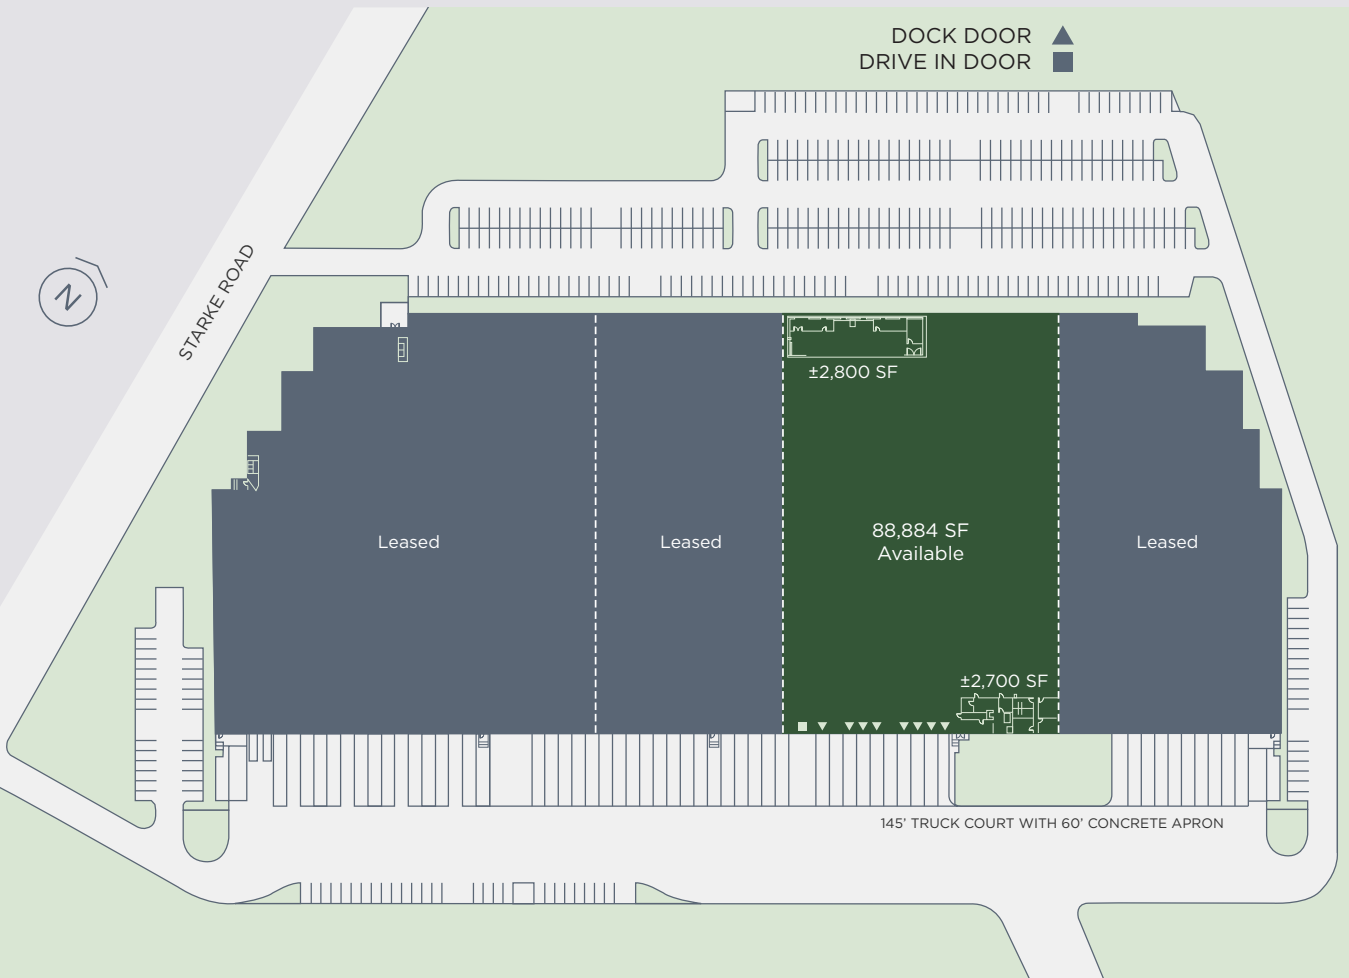 DOCK DOOR
DRIVE IN DOOR
STARKE ROAD
N
±2,800 SF
Leased
Leased
88,884 SF
Available
Leased
±2,700 SF
145' TRUCK COURT WITH 60' CONCRETE APRON